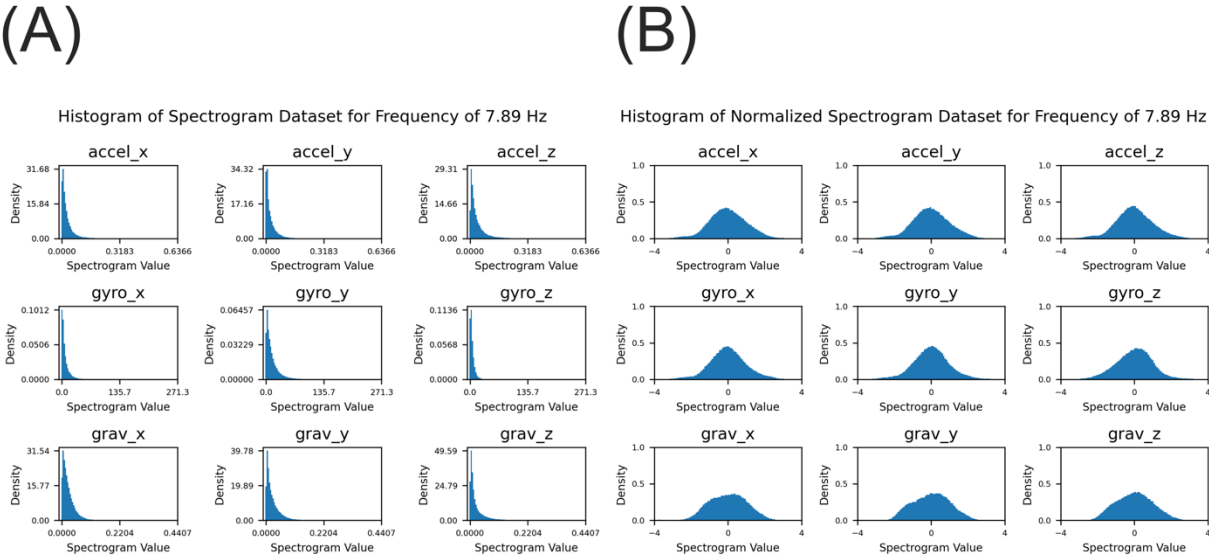 (A)
Histogram of Spectrogram Dataset for Frequency of 7.89 Hz
accel_x
31.68
15.84
0.00
Density
0.0000 0.3183 0.6366
Spectrogram Value
accel_y
34.32
17.16
0.00
Density
0.0000 0.3183 0.6366
Spectrogram Value
accel_z
29.31
14.66
0.00
Density
0.0000 0.3183 0.6366
Spectrogram Value
gyro_x
0.1012
0.0506
0.0000
Density
0.0 135.7 271.3
Spectrogram Value
gyro_y
0.06457
0.03229
0.00000
Density
0.0 135.7 271.3
Spectrogram Value
gyro_z
0.1136
0.0568
0.0000
Density
0.0 135.7 271.3
Spectrogram Value
grav_x
31.54
15.77
0.00
Density
0.0000 0.2204 0.4407
Spectrogram Value
grav_y
39.78
19.89
0.00
Density
0.0000 0.2204 0.4407
Spectrogram Value
grav_z
49.59
24.79
0.00
Density
0.0000 0.2204 0.4407
Spectrogram Value
(B)
Histogram of Normalized Spectrogram Dataset for Frequency of 7.89 Hz
accel_x
1.0
0.5
0.0
Density
−4 0 4
Spectrogram Value
accel_y
1.0
0.5
0.0
Density
−4 0 4
Spectrogram Value
accel_z
1.0
0.5
0.0
Density
−4 0 4
Spectrogram Value
gyro_x
1.0
0.5
0.0
Density
−4 0 4
Spectrogram Value
gyro_y
1.0
0.5
0.0
Density
−4 0 4
Spectrogram Value
gyro_z
1.0
0.5
0.0
Density
−4 0 4
Spectrogram Value
grav_x
1.0
0.5
0.0
Density
−4 0 4
Spectrogram Value
grav_y
1.0
0.5
0.0
Density
−4 0 4
Spectrogram Value
grav_z
1.0
0.5
0.0
Density
−4 0 4
Spectrogram Value